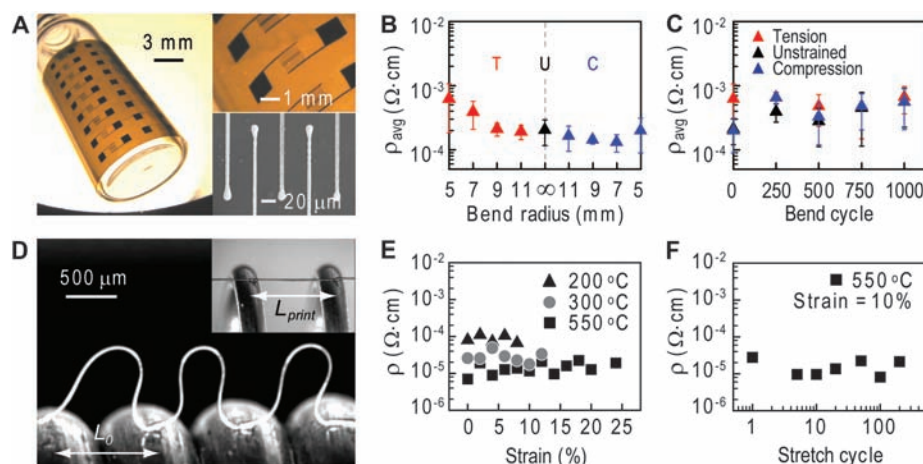 A
3 mm
1 mm
20 μm
B
10⁻²
10⁻³
10⁻⁴
ρavg (Ω·cm)
T
U
C
5
7
9
11
∞
11
9
7
5
Bend radius (mm)
C
10⁻²
10⁻³
10⁻⁴
ρavg (Ω·cm)
Tension
Unstrained
Compression
0
250
500
750
1000
Bend cycle
D
500 μm
Lprint
L0
E
10⁻²
10⁻³
10⁻⁴
10⁻⁵
10⁻⁶
ρ (Ω·cm)
200 °C
300 °C
550 °C
0
5
10
15
20
25
Strain (%)
F
10⁻²
10⁻³
10⁻⁴
10⁻⁵
10⁻⁶
ρ (Ω·cm)
550 °C
Strain = 10%
1
10
100
Stretch cycle